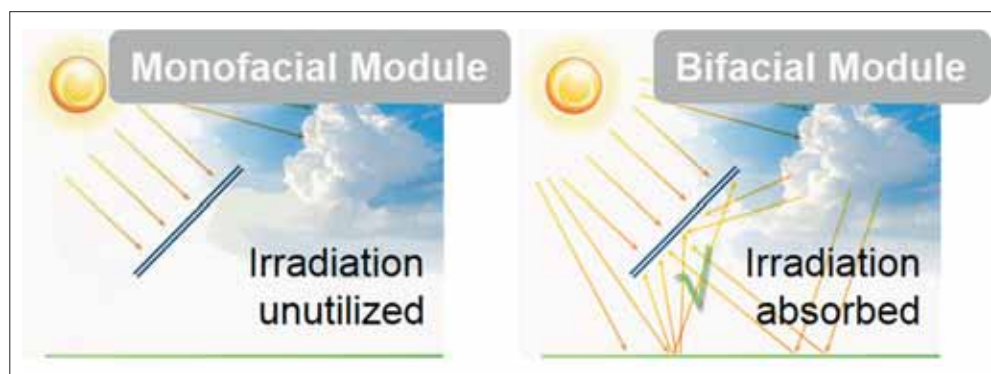 Monofacial Module
Irradiation
unutilized
Bifacial Module
Irradiation
absorbed